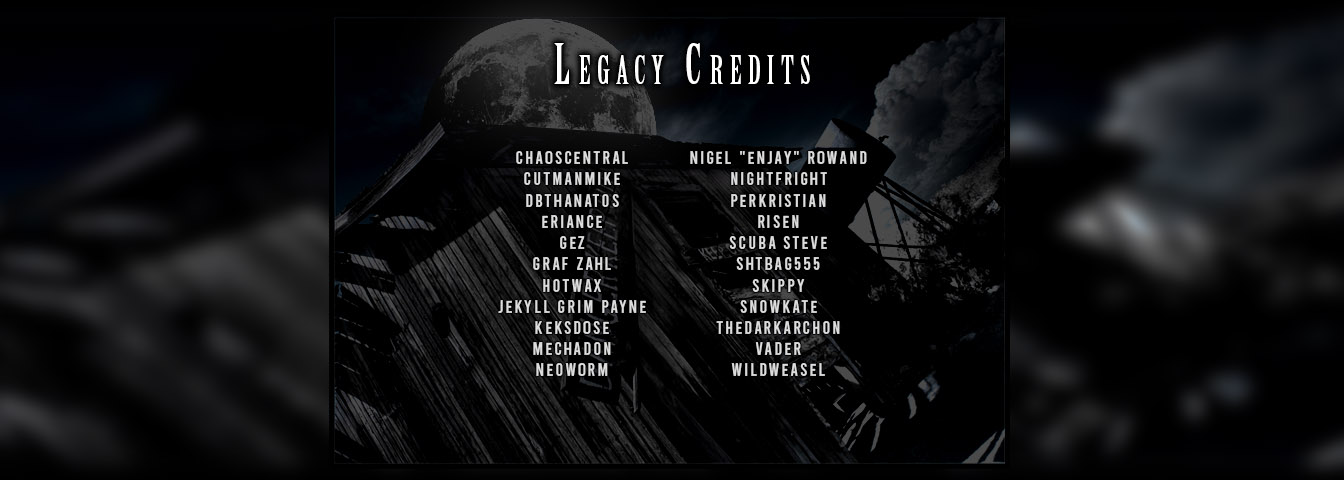 Legacy Credits
CHAOSCENTRAL
CUTMANMIKE
DBTHANATOS
ERIANCE
GEZ
GRAF ZAHL
HOTWAX
JEKYLL GRIM PAYNE
KEKSDOSE
MECHADON
NEOWORM
NIGEL "ENJAY" ROWAND
NIGHTFRIGHT
PERKRISTIAN
RISEN
SCUBA STEVE
SHTBAG555
SKIPPY
SNOWKATE
THEDARKARCHON
VADER
WILDWEASEL